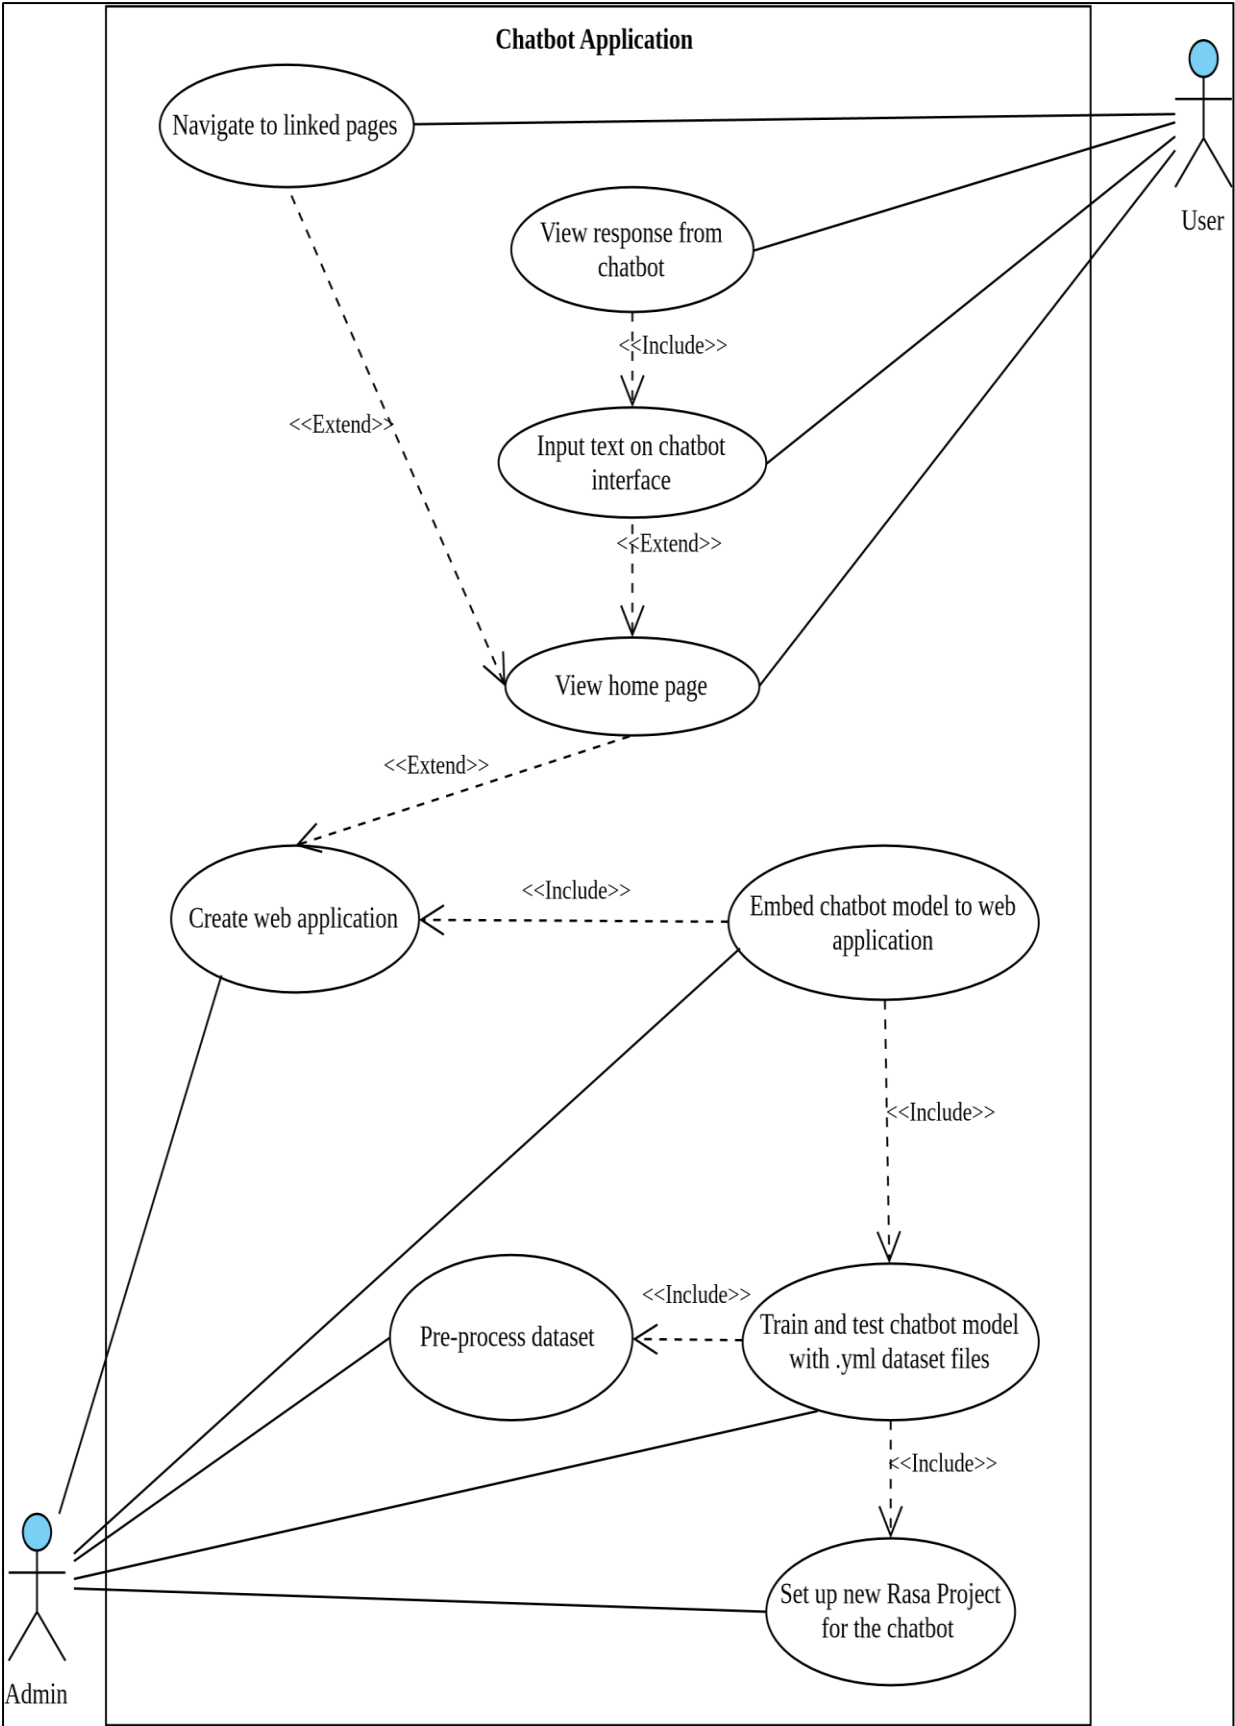 Chatbot Application
Navigate to linked pages
User
View response from
chatbot
<<Include>>
<<Extend>>
Input text on chatbot
interface
<<Extend>>
View home page
<<Extend>>
<<Include>>
Create web application
Embed chatbot model to web
application
<<Include>>
<<Include>>
Pre-process dataset
Train and test chatbot model
with .yml dataset files
<<Include>>
Set up new Rasa Project
for the chatbot
Admin